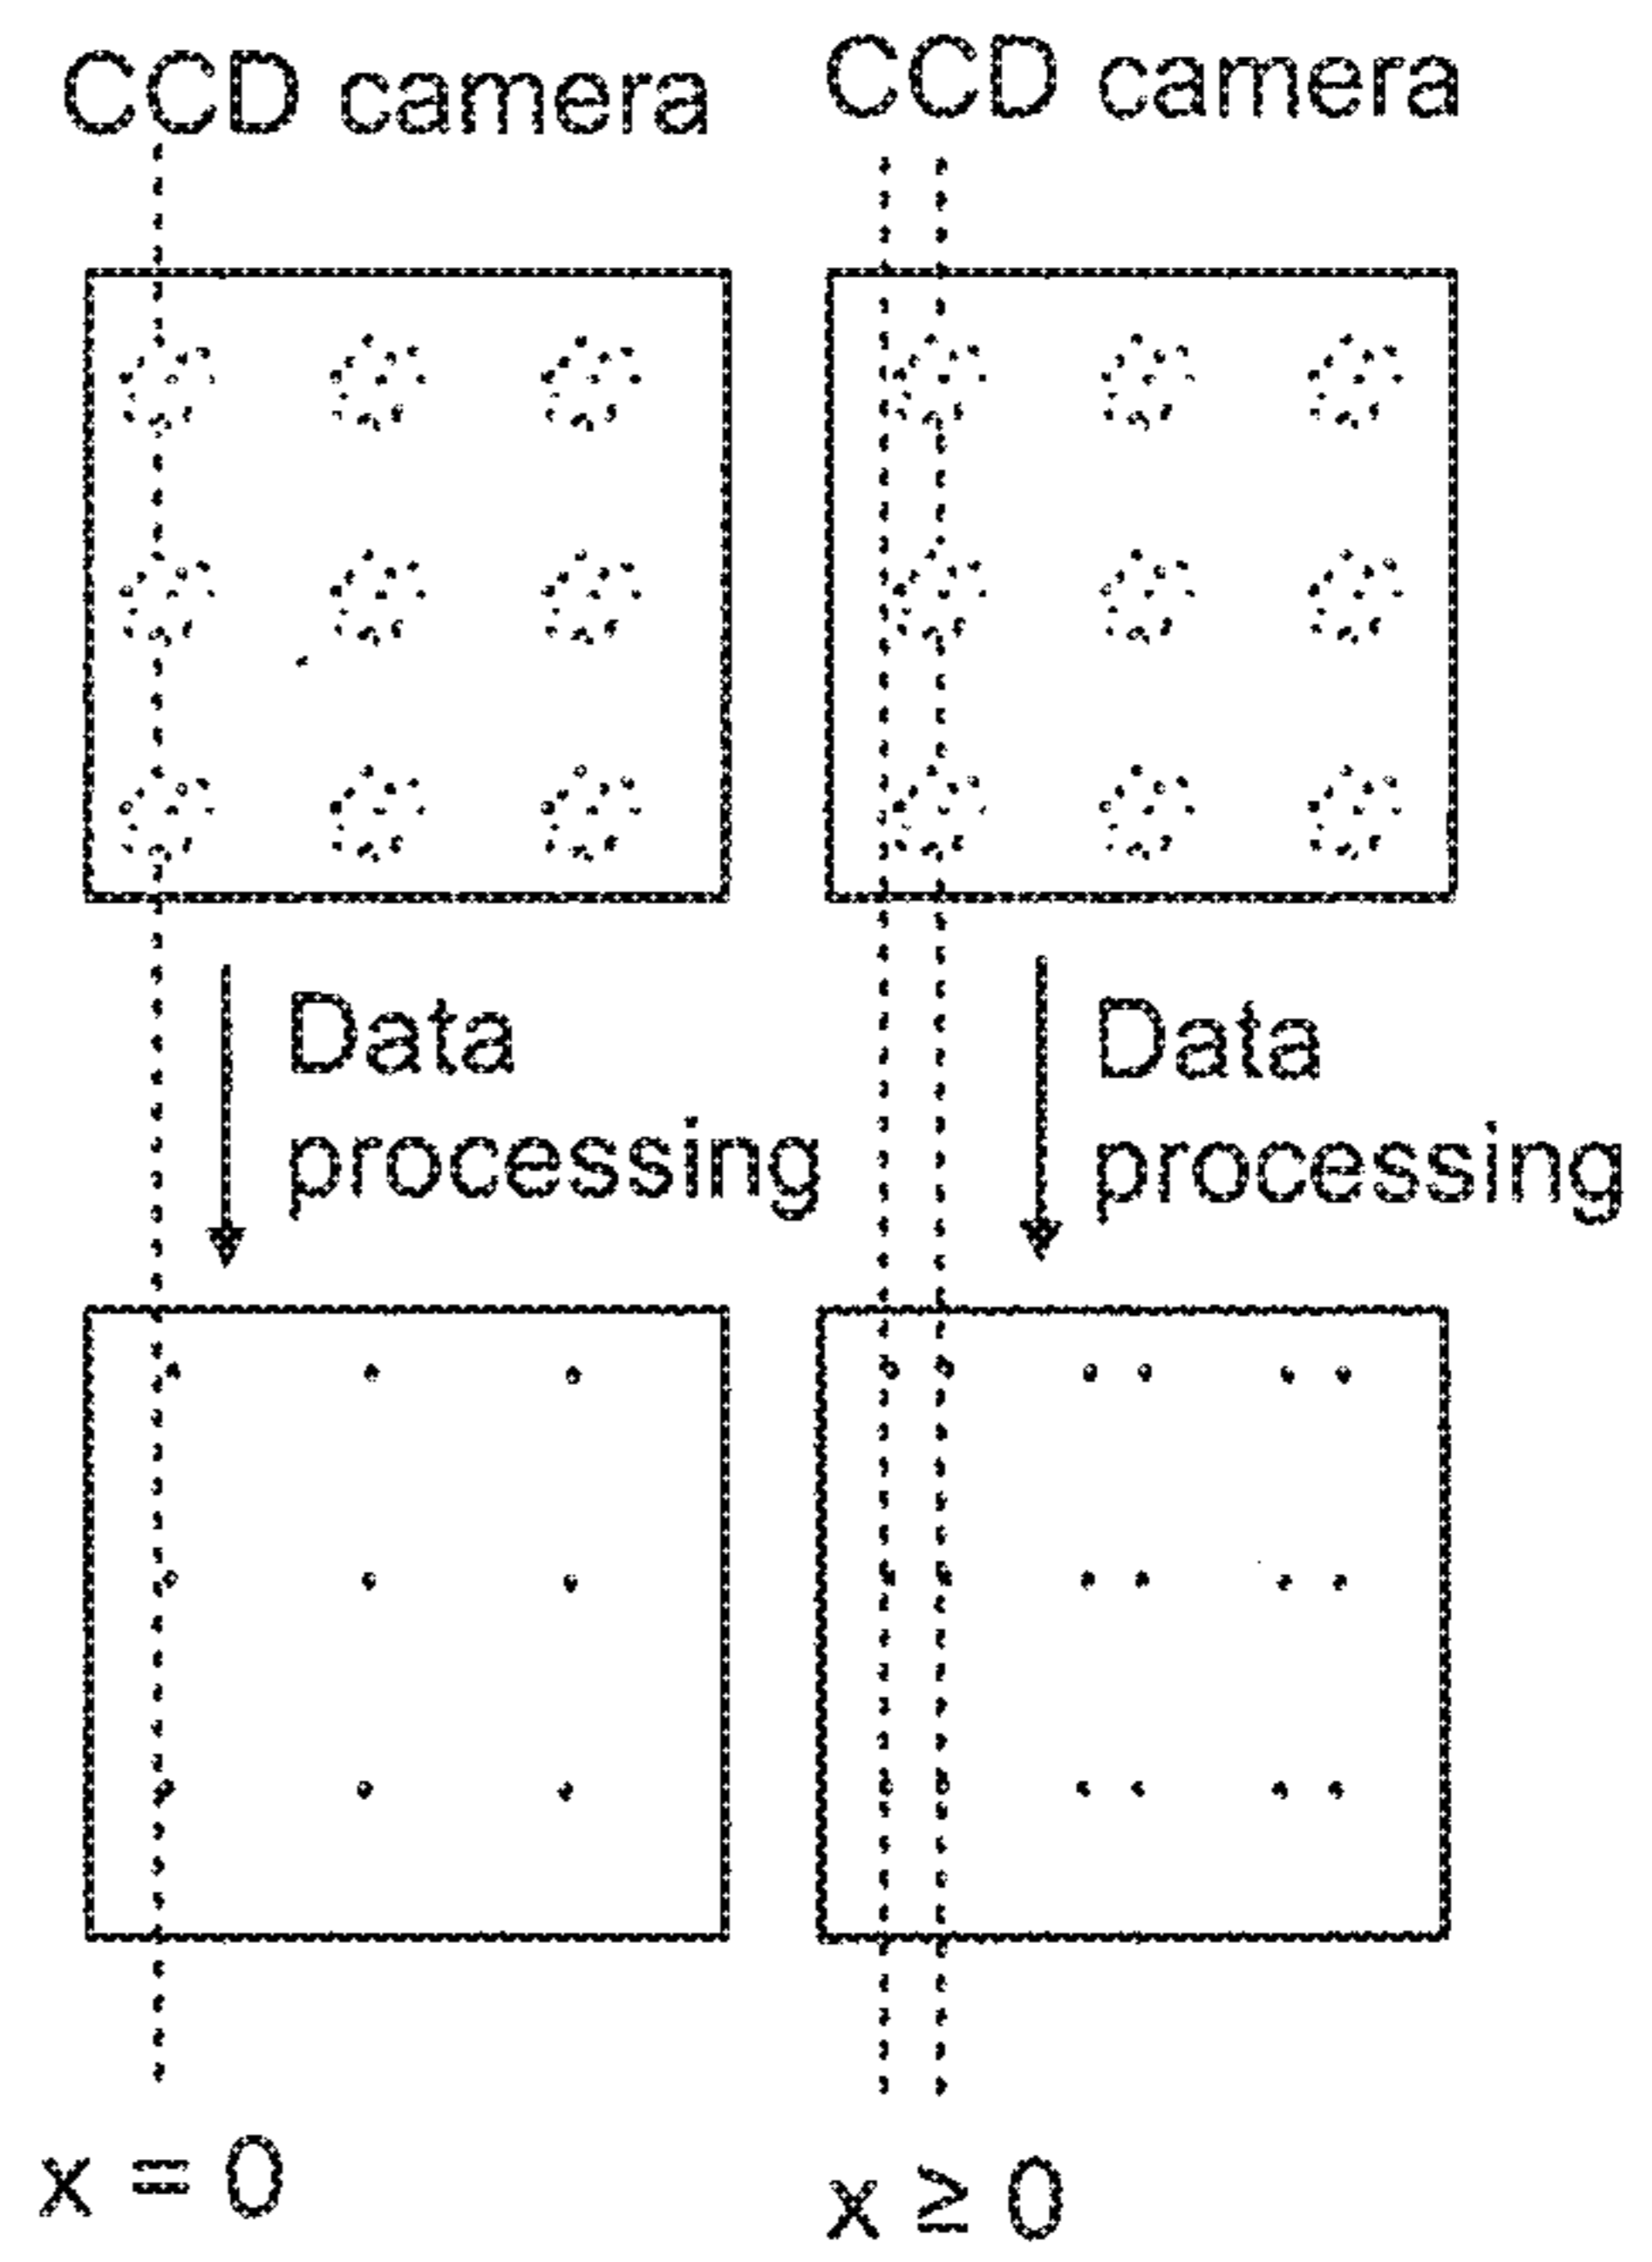 CCD camera
CCD camera
Data
processing
Data
processing
x = 0
x ≥ 0